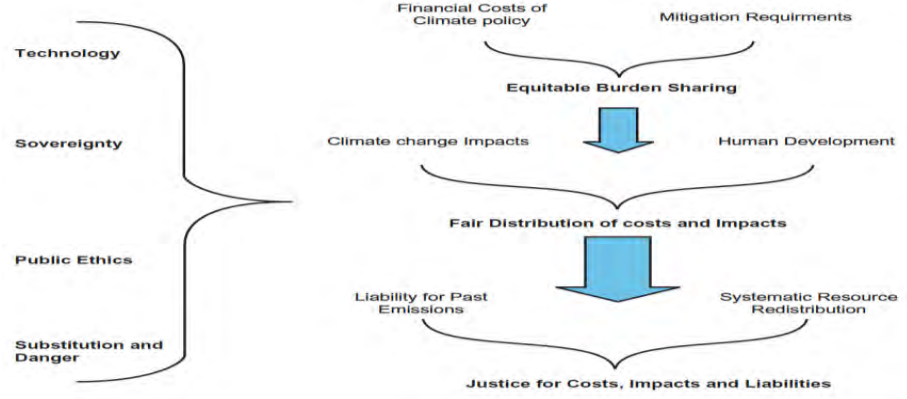 Technology
Sovereignty
Public Ethics
Substitution and
Danger
Financial Costs of
Climate policy
Mitigation Requirments
Equitable Burden Sharing
Climate change Impacts
Human Development
Fair Distribution of costs and Impacts
Liability for Past
Emissions
Systematic Resource
Redistribution
Justice for Costs, Impacts and Liabilities